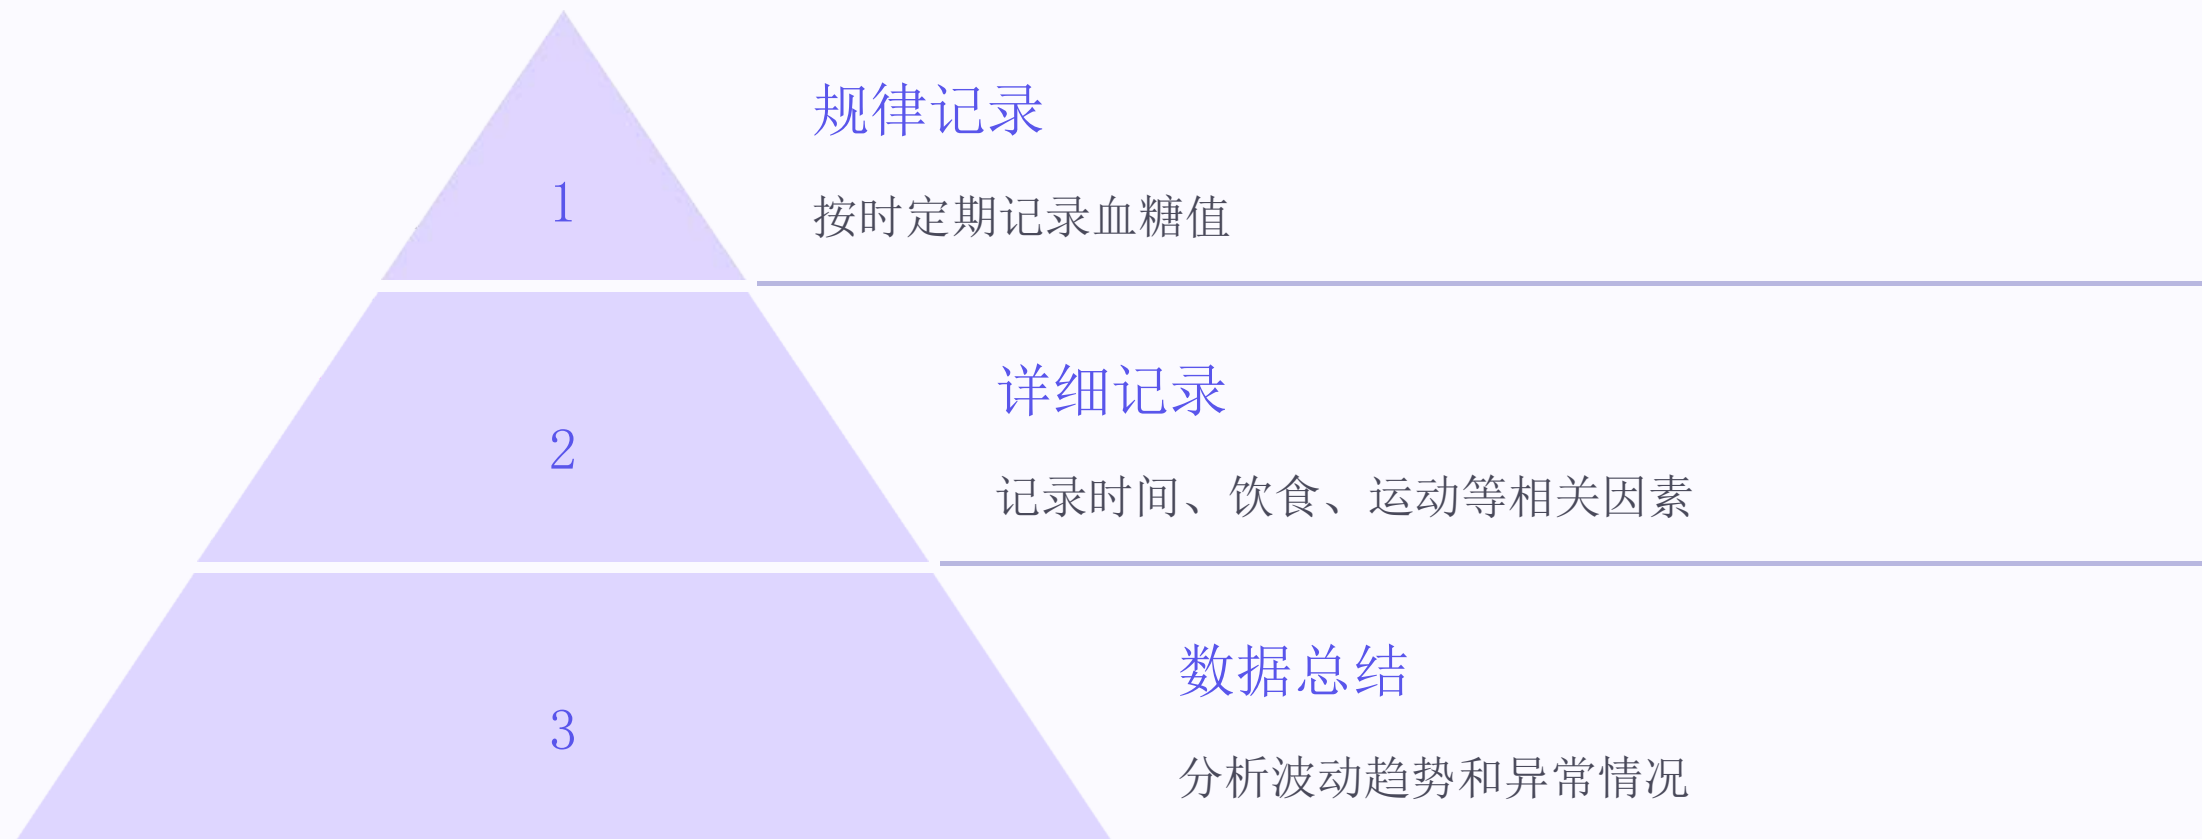 1
规律记录
按时定期记录血糖值
2
详细记录
记录时间、饮食、运动等相关因素
3
数据总结
分析波动趋势和异常情况